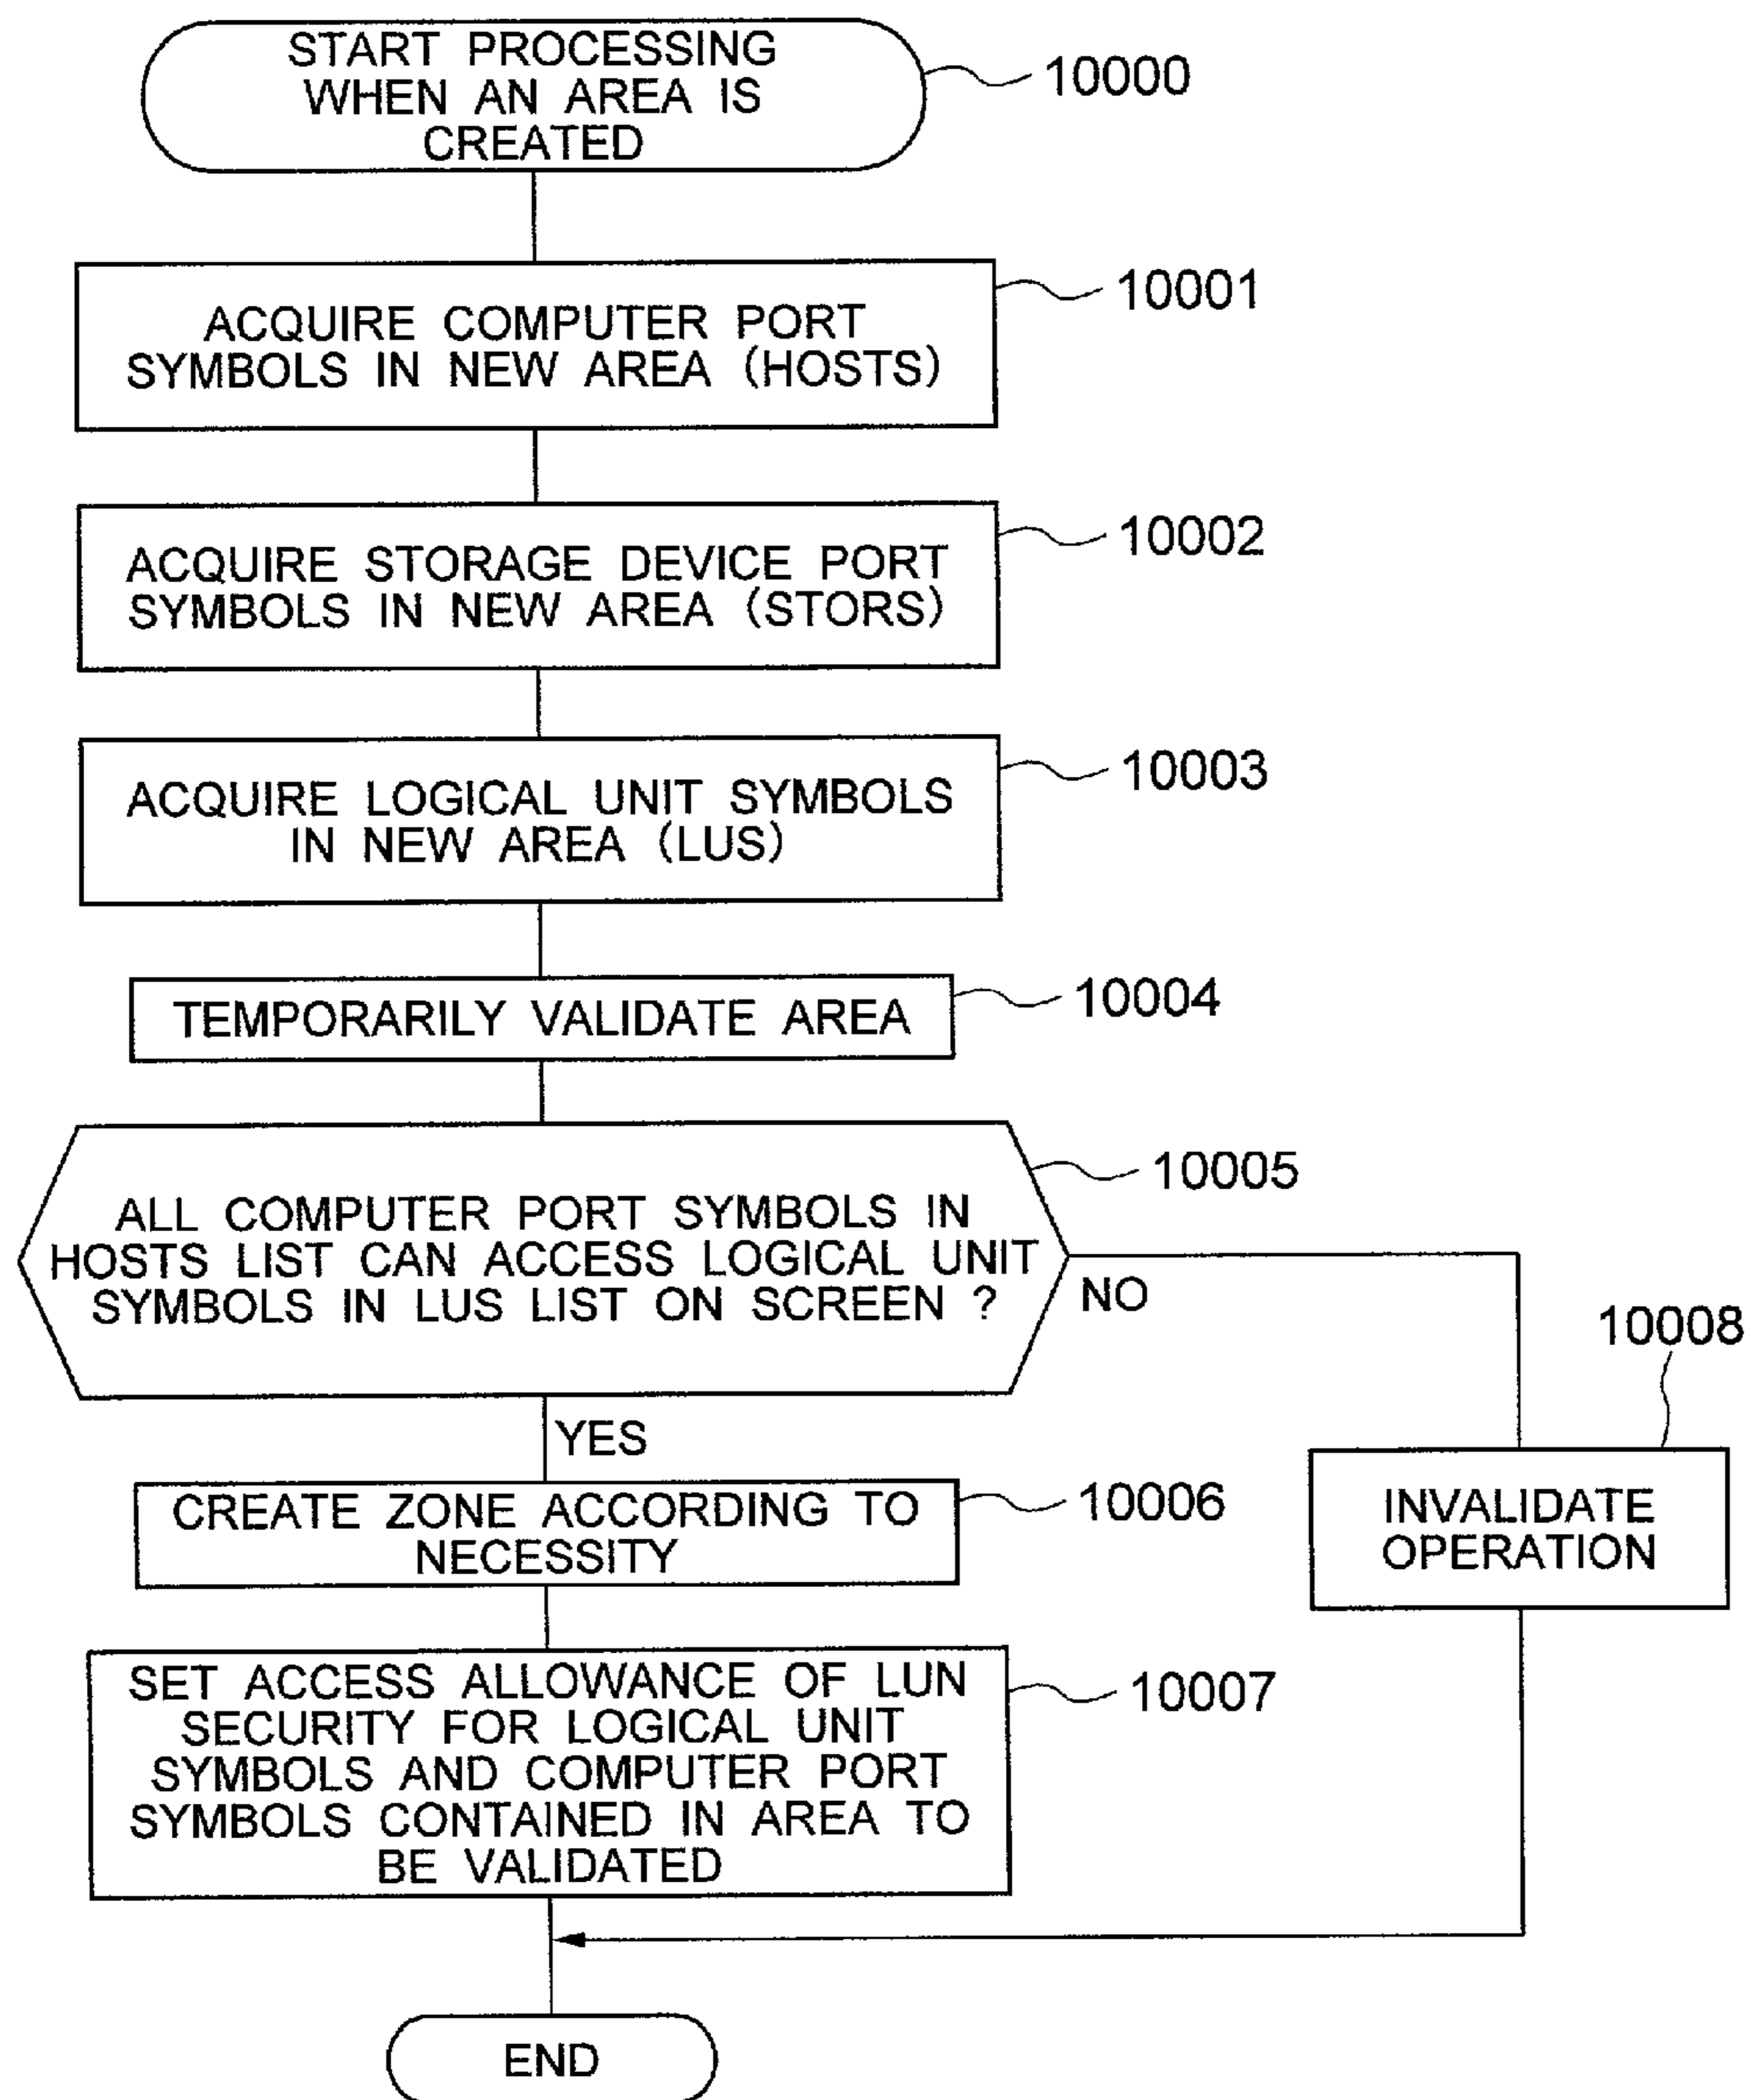 START PROCESSING
WHEN AN AREA IS
CREATED
10000
ACQUIRE COMPUTER PORT
SYMBOLS IN NEW AREA (HOSTS)
10001
ACQUIRE STORAGE DEVICE PORT
SYMBOLS IN NEW AREA (STORS)
10002
ACQUIRE LOGICAL UNIT SYMBOLS
IN NEW AREA (LUS)
10003
TEMPORARILY VALIDATE AREA
10004
ALL COMPUTER PORT SYMBOLS IN
HOSTS LIST CAN ACCESS LOGICAL UNIT
SYMBOLS IN LUS LIST ON SCREEN ?
10005
NO
YES
10008
INVALIDATE
OPERATION
CREATE ZONE ACCORDING TO
NECESSITY
10006
SET ACCESS ALLOWANCE OF LUN
SECURITY FOR LOGICAL UNIT
SYMBOLS AND COMPUTER PORT
SYMBOLS CONTAINED IN AREA TO
BE VALIDATED
10007
END